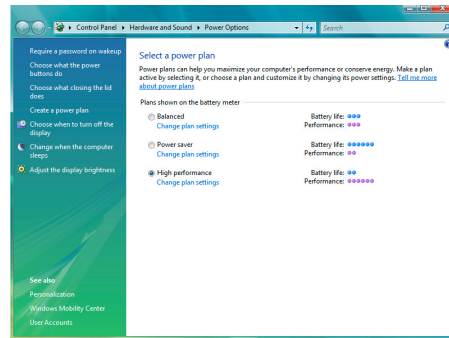 Control Panel ▸ Hardware and Sound ▸ Power Options
Search
Require a password on wakeup
Choose what the power
buttons do
Choose what closing the lid
does
Create a power plan
Choose when to turn off the
display
Change when the computer
sleeps
Adjust the display brightness
See also
Personalization
Windows Mobility Center
User Accounts
Select a power plan
Power plans can help you maximize your computer's performance or conserve energy. Make a plan
active by selecting it, or choose a plan and customize it by changing its power settings. Tell me more
about power plans
Plans shown on the battery meter
Balanced Battery life:
Change plan settings Performance:
Power saver Battery life:
Change plan settings Performance:
High performance Battery life:
Change plan settings Performance: